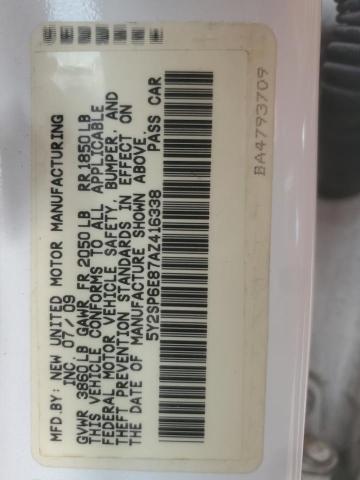 MFD.BY: NEW UNITED MOTOR MANUFACTURING
INC. 07/09
GVWR 3860LB GAWR FR 2050LB RR1850LB
THIS VEHICLE CONFORMS TO ALL APPLICABLE
FEDERAL MOTOR VEHICLE SAFETY, BUMPER, AND
THEFT PREVENTION STANDARDS IN EFFECT ON
THE DATE OF MANUFACTURE SHOWN ABOVE.
5Y2SP6E87AZ416338 PASS CAR
BA4793709